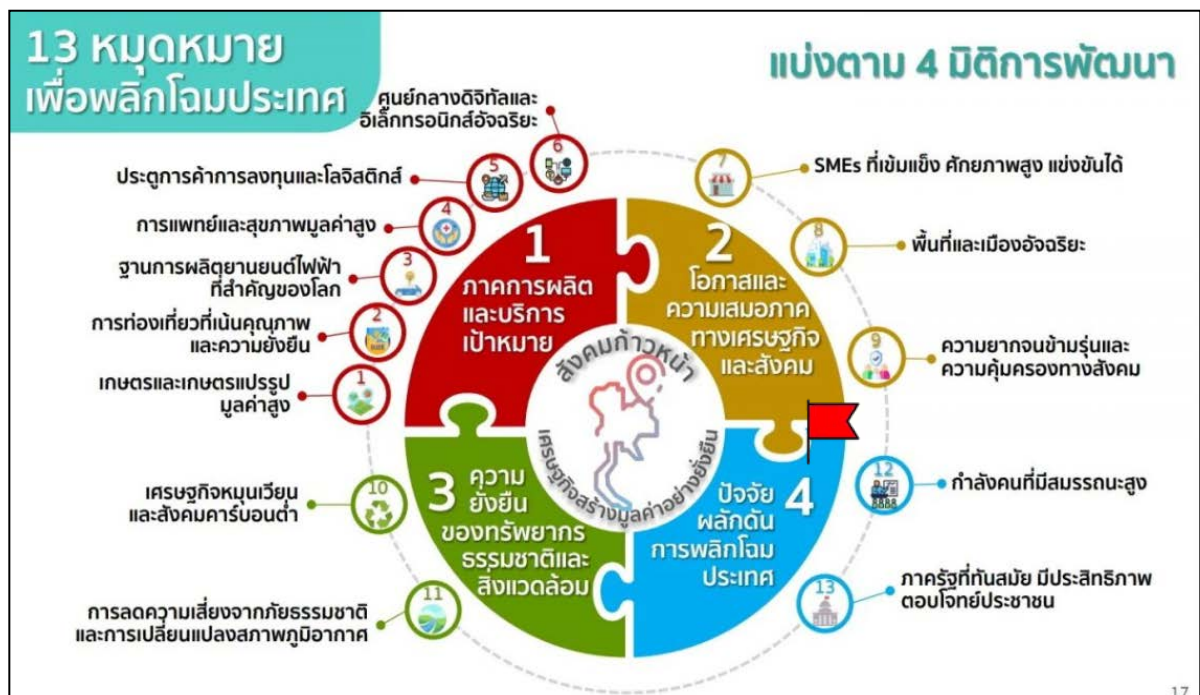 13 หมุดหมาย
เพื่อพลิกโฉมประเทศ
แบ่งตาม 4 มิติการพัฒนา
ศูนย์กลางดิจิทัลและ
อิเล็กทรอนิกส์อัจฉริยะ
6
ประตูการค้าการลงทุนและโลจิสติกส์
5
การแพทย์และสุขภาพมูลค่าสูง
4
ฐานการผลิตยานยนต์ไฟฟ้า
ที่สำคัญของโลก
3
การท่องเที่ยวที่เน้นคุณภาพ
และความยั่งยืน
2
เกษตรและเกษตรแปรรูป
มูลค่าสูง
1
1
ภาคการผลิต
และบริการ
เป้าหมาย
2
โอกาสและ
ความเสมอภาค
ทางเศรษฐกิจ
และสังคม
7
SMEs ที่เข้มแข็ง ศักยภาพสูง แข่งขันได้
8
พื้นที่และเมืองอัจฉริยะ
9
ความยากจนข้ามรุ่นและ
ความคุ้มครองทางสังคม
สังคมก้าวหน้า
เศรษฐกิจสร้างมูลค่าอย่างยั่งยืน
3 ความ
ยั่งยืน
ของทรัพยากร
ธรรมชาติและ
สิ่งแวดล้อม
10
เศรษฐกิจหมุนเวียน
และสังคมคาร์บอนต่ำ
11
การลดความเสี่ยงจากภัยธรรมชาติ
และการเปลี่ยนแปลงสภาพภูมิอากาศ
4
ปัจจัย
ผลักดัน
การพลิกโฉม
ประเทศ
12
กำลังคนที่มีสมรรถนะสูง
13
ภาครัฐที่ทันสมัย มีประสิทธิภาพ
ตอบโจทย์ประชาชน
17